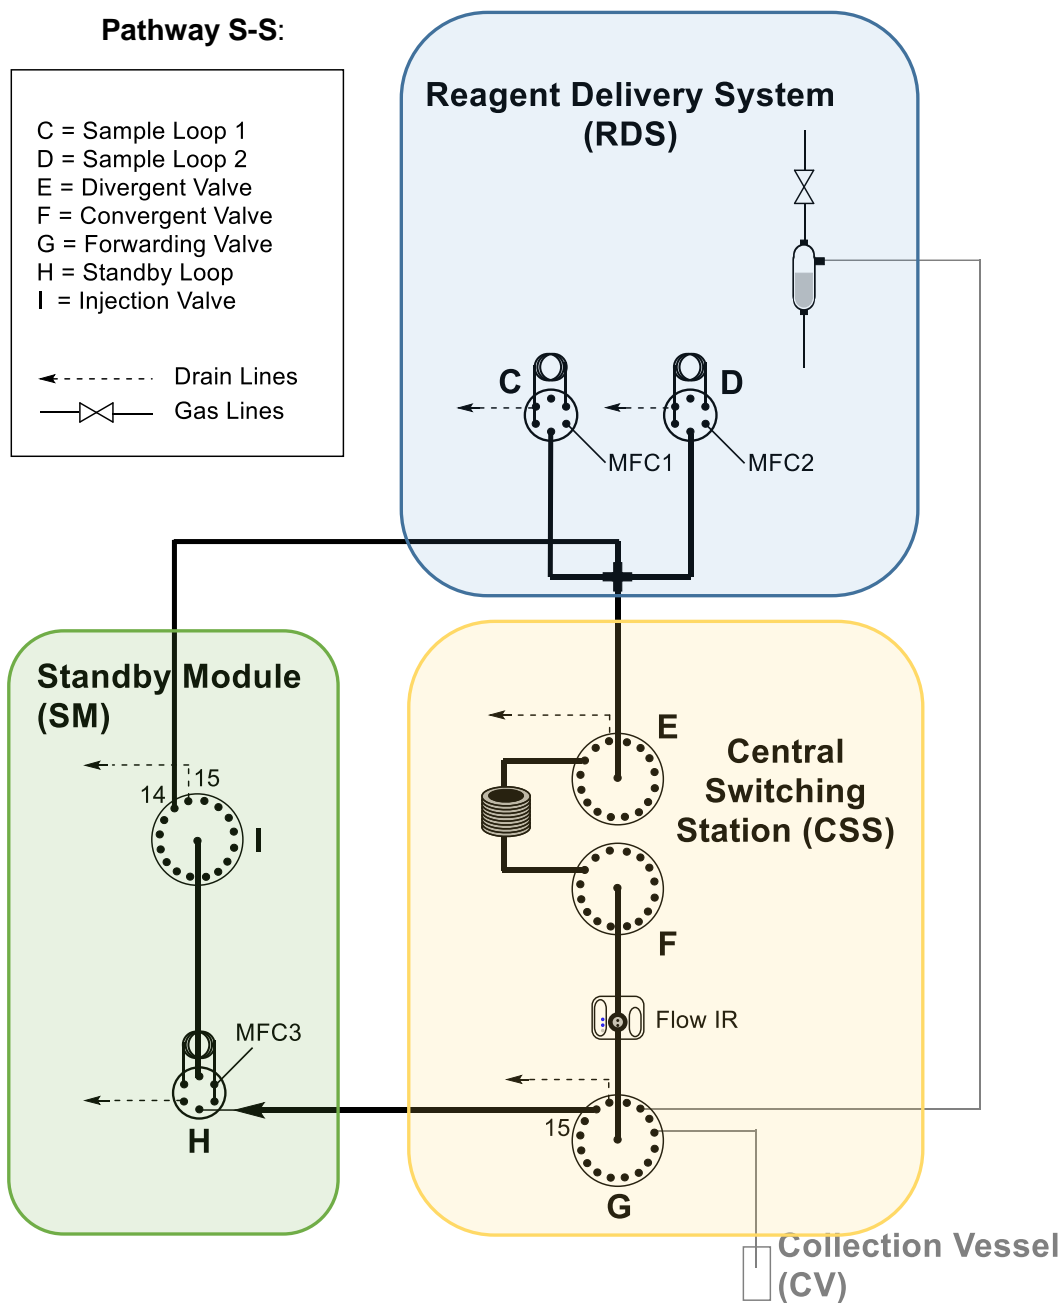 Pathway S-S:
C = Sample Loop 1
D = Sample Loop 2
E = Divergent Valve
F = Convergent Valve
G = Forwarding Valve
H = Standby Loop
I = Injection Valve
Drain Lines
Gas Lines
Reagent Delivery System
(RDS)
C
D
MFC1
MFC2
Standby Module
(SM)
15
14
I
MFC3
H
E
Central
Switching
Station (CSS)
F
Flow IR
15
G
Collection Vessel
(CV)